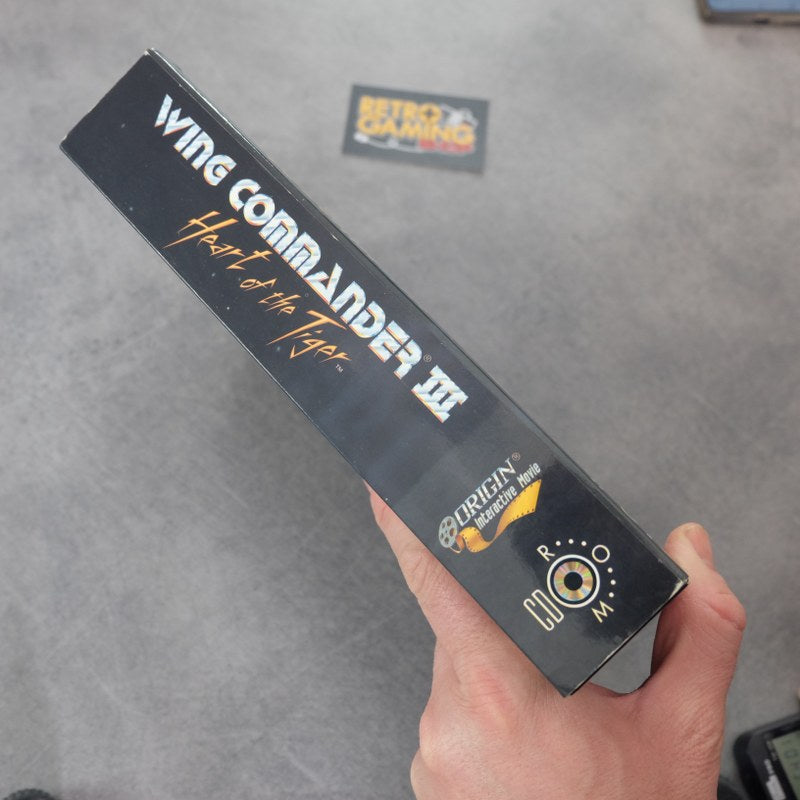 RETRO
GAMING
WING COMMANDER® III
Heart of the Tiger™
ORIGIN®
Interactive Movie
CD ROM